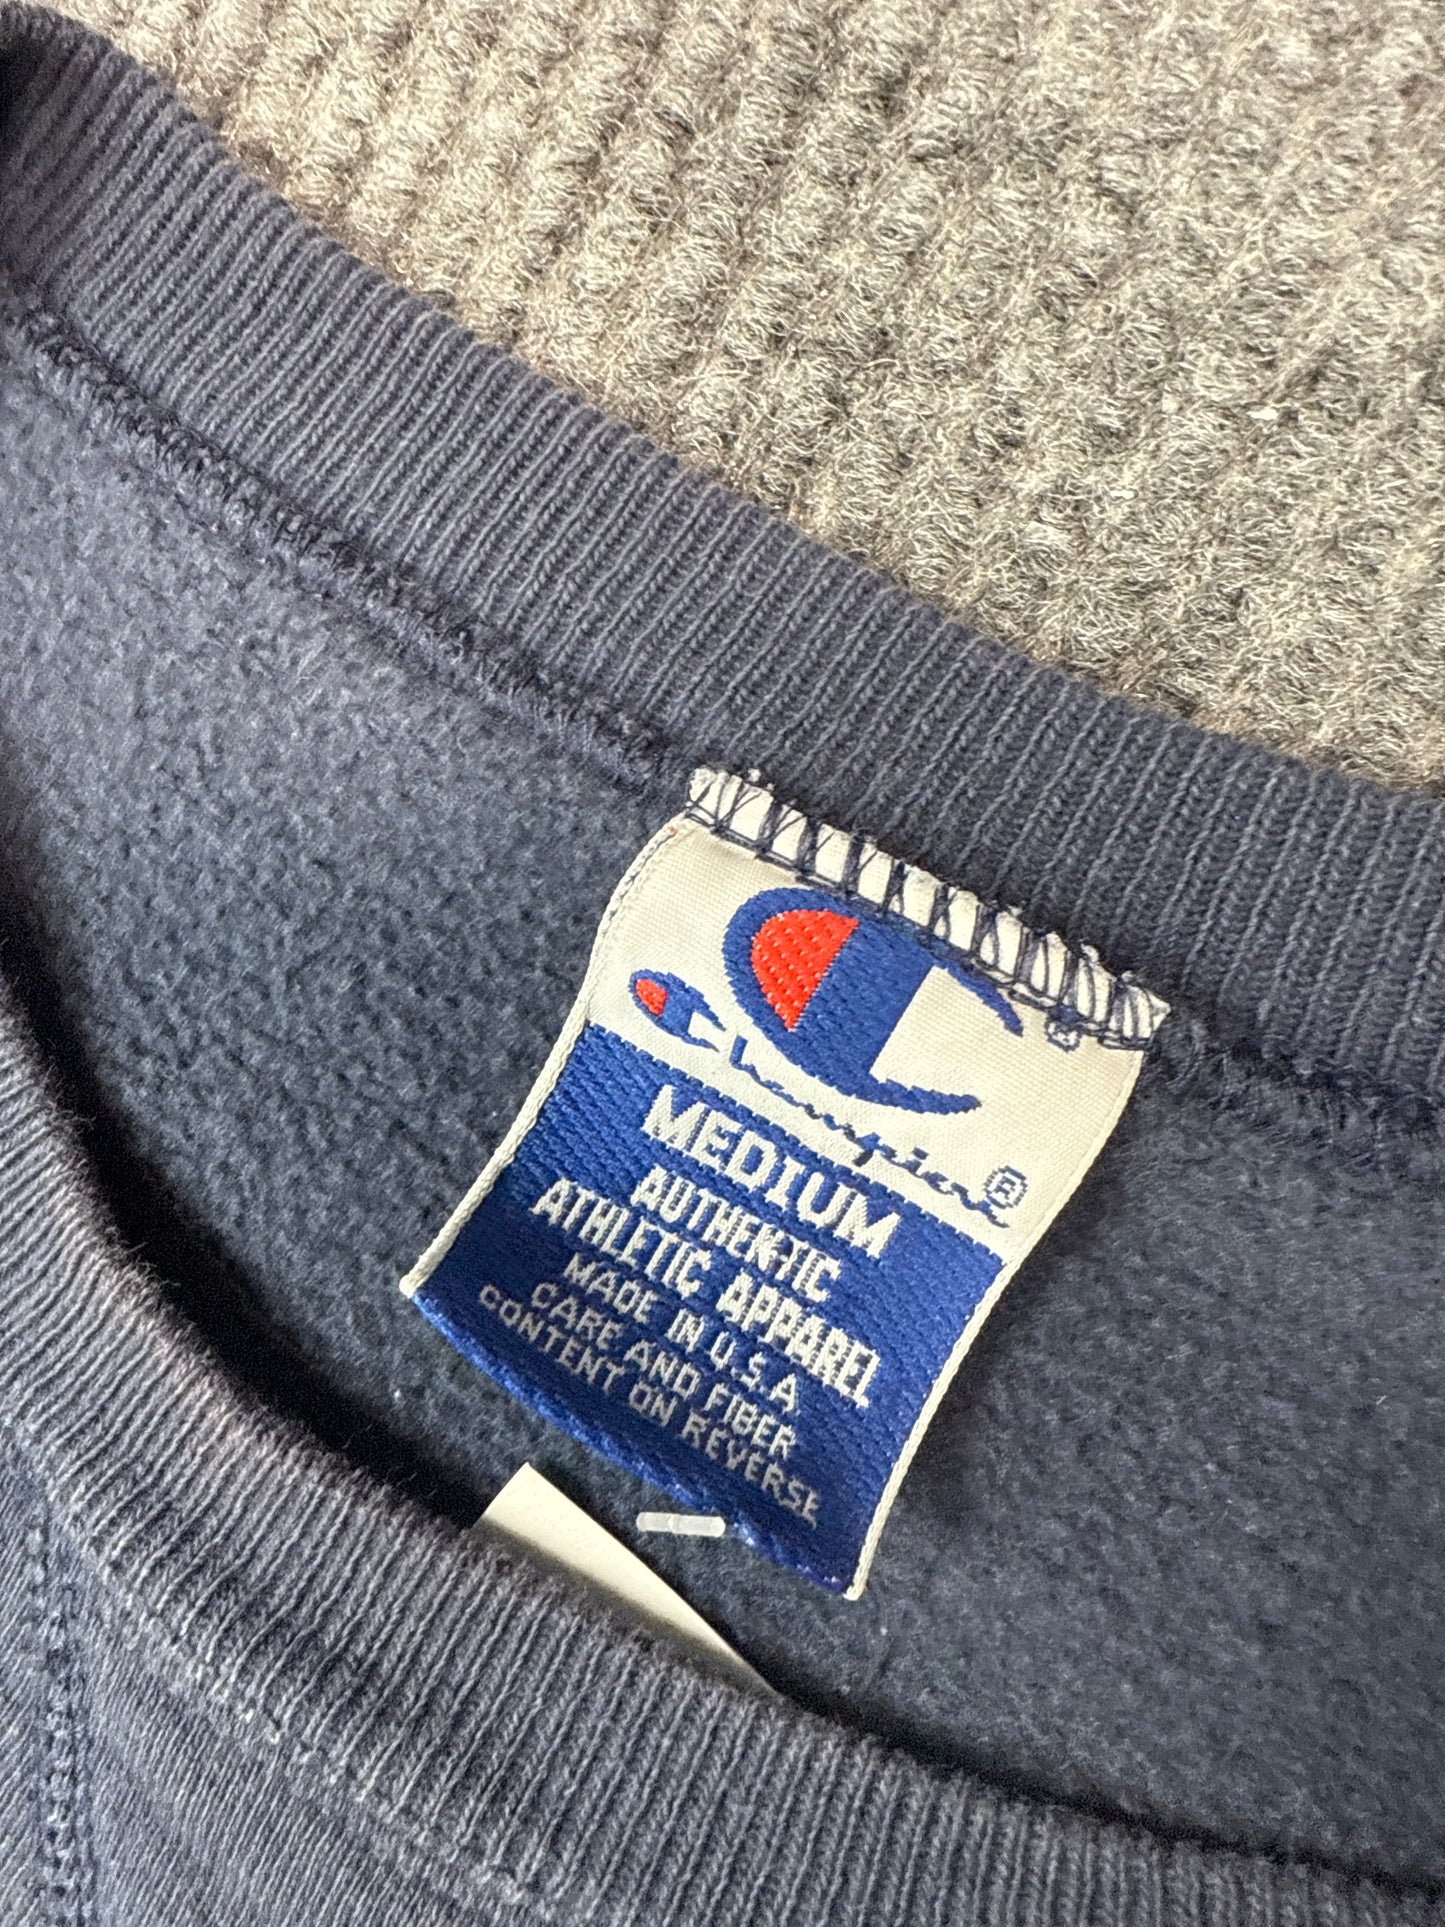 Champion®
MEDIUM
AUTHENTIC
ATHLETIC APPAREL
MADE IN U.S.A
CARE AND FIBER
CONTENT ON REVERSE